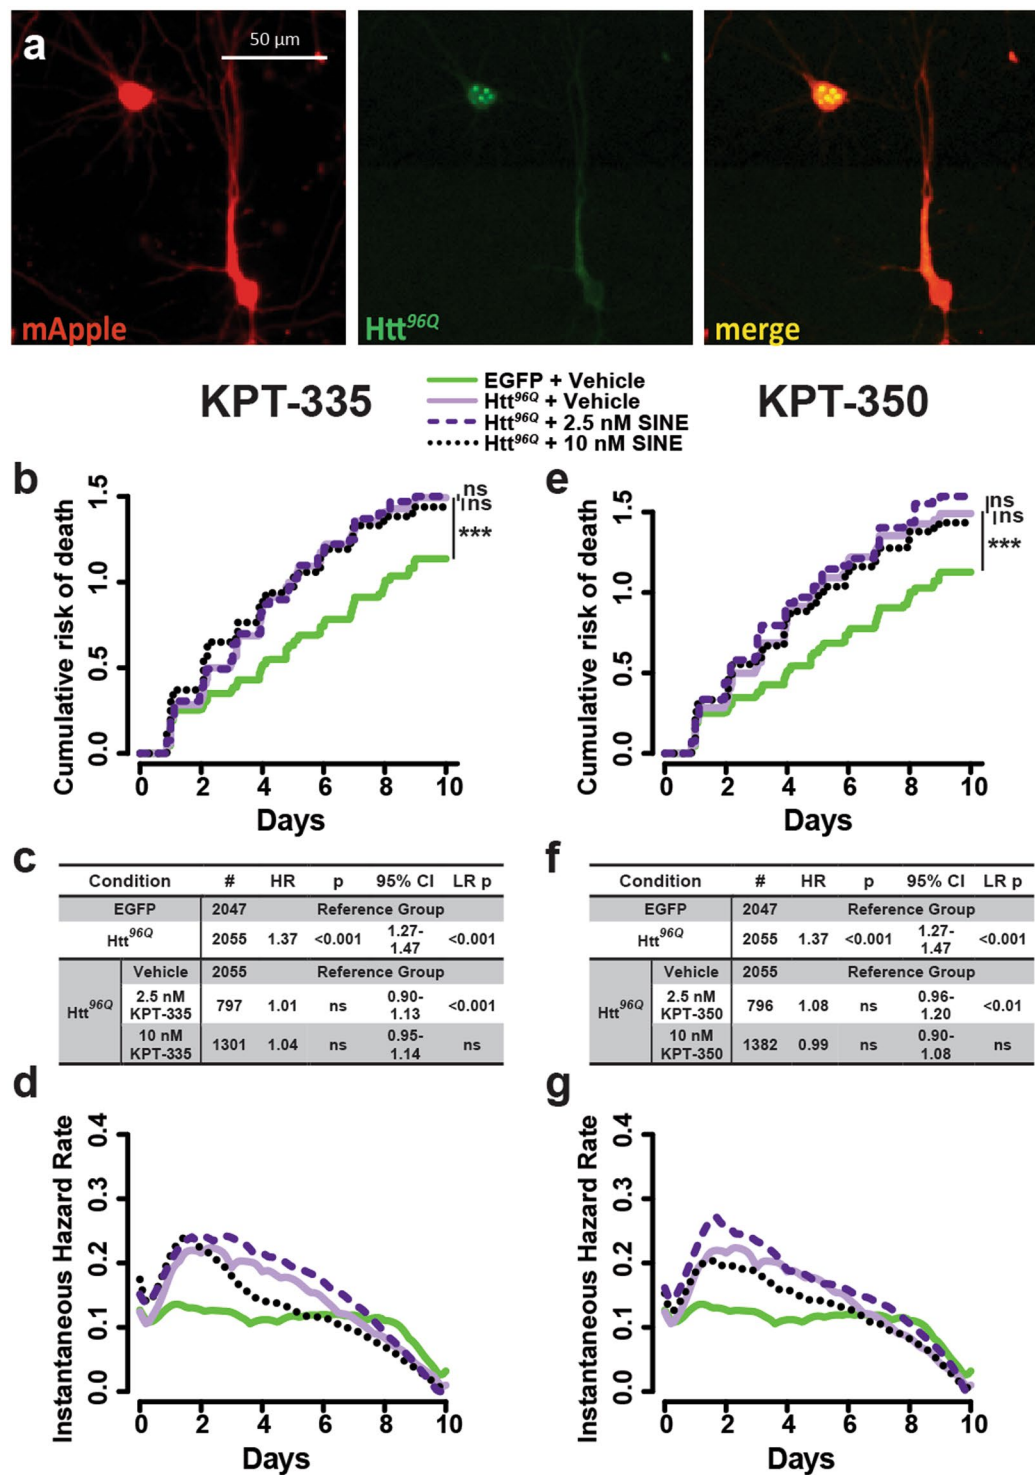 a
50 µm
mApple
Htt96Q
merge
KPT-335
EGFP + Vehicle
Htt96Q + Vehicle
Htt96Q + 2.5 nM SINE
Htt96Q + 10 nM SINE
KPT-350
b
Cumulative risk of death
0.0 0.5 1.0 1.5
ns
ns
***
0 2 4 6 8 10
Days
e
Cumulative risk of death
0.0 0.5 1.0 1.5
ns
ns
***
0 2 4 6 8 10
Days
c
Condition # HR p 95% CI LR p
EGFP 2047 Reference Group
Htt96Q 2055 1.37 <0.001 1.27-1.47 <0.001
Htt96Q
Vehicle 2055 Reference Group
2.5 nM KPT-335 797 1.01 ns 0.90-1.13 <0.001
10 nM KPT-335 1301 1.04 ns 0.95-1.14 ns
f
Condition # HR p 95% CI LR p
EGFP 2047 Reference Group
Htt96Q 2055 1.37 <0.001 1.27-1.47 <0.001
Htt96Q
Vehicle 2055 Reference Group
2.5 nM KPT-350 796 1.08 ns 0.96-1.20 <0.01
10 nM KPT-350 1382 0.99 ns 0.90-1.08 ns
d
Instantaneous Hazard Rate
0.0 0.1 0.2 0.3 0.4
0 2 4 6 8 10
Days
g
Instantaneous Hazard Rate
0.0 0.1 0.2 0.3 0.4
0 2 4 6 8 10
Days